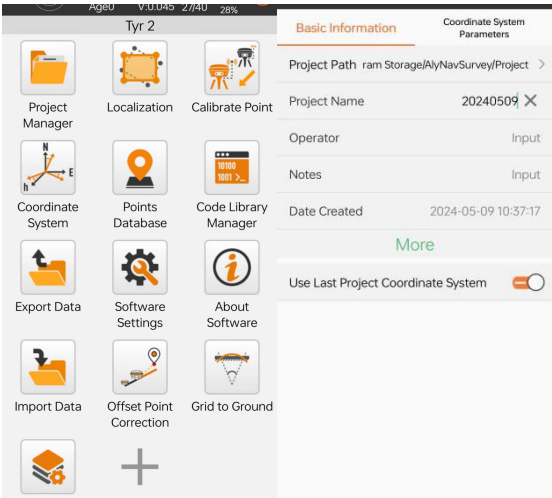 Age0 V:0.045 27/40 28%
Tyr 2
Project
Manager
Localization
Calibrate Point
N
E
h
Coordinate
System
Points
Database
10100
1001 >_
Code Library
Manager
Export Data
Software
Settings
About
Software
Import Data
Offset Point
Correction
Grid to Ground
Basic Information
Coordinate System
Parameters
Project Path ram Storage/AlyNavSurvey/Project >
Project Name 20240509
Operator Input
Notes Input
Date Created 2024-05-09 10:37:17
More
Use Last Project Coordinate System